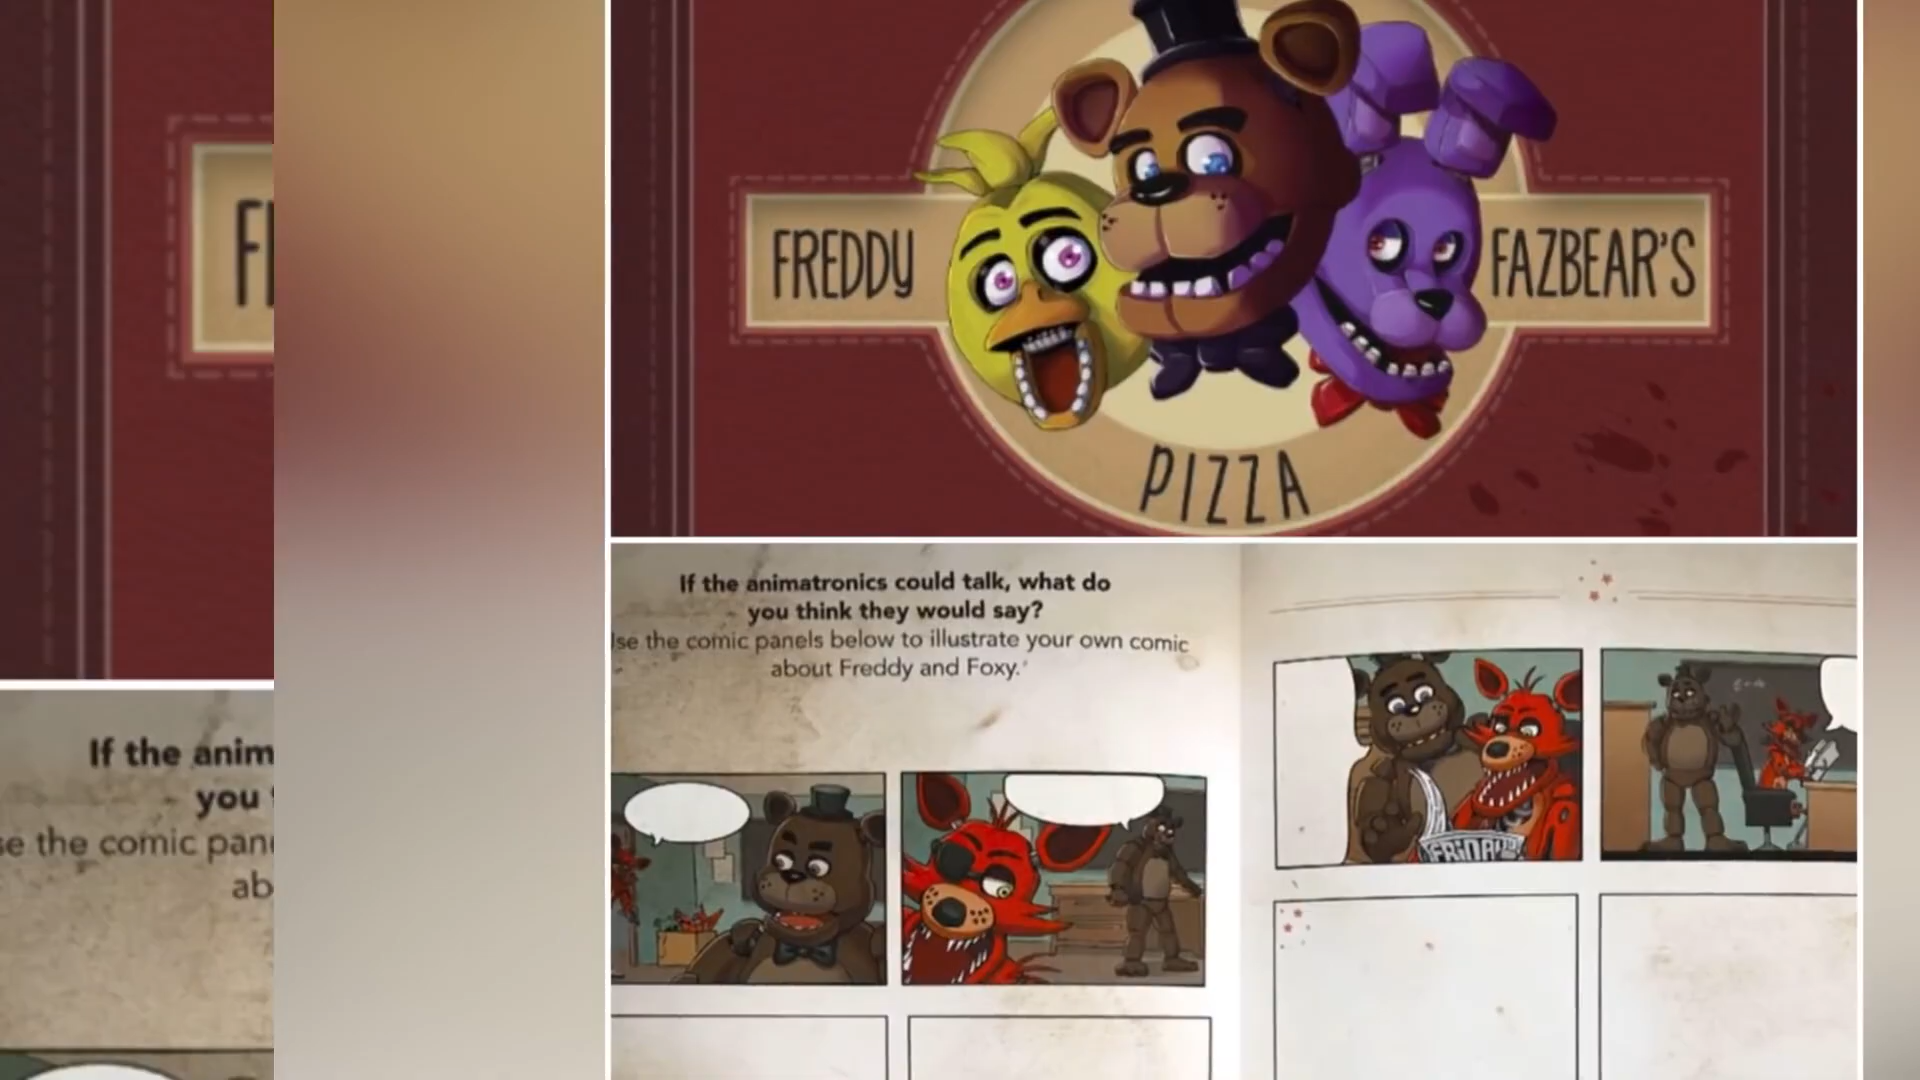 FREDDY FAZBEAR'S
PIZZA
If the animatronics could talk, what do
you think they would say?
se the comic panels below to illustrate your own comic
about Freddy and Foxy.
If the anim
you
se the comic pan
ab